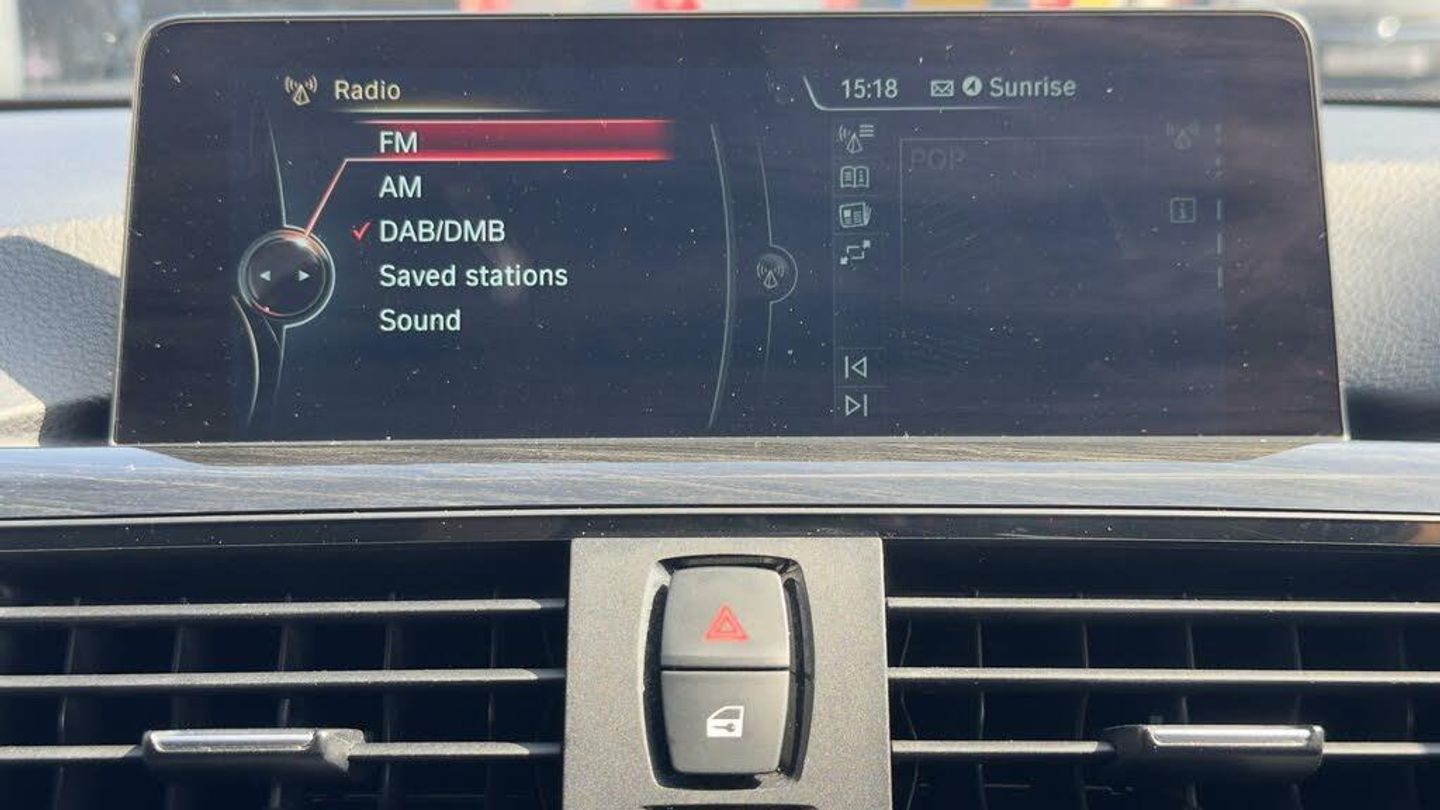 Radio
15:18 Sunrise
FM
AM
DAB/DMB
Saved stations
Sound
POP